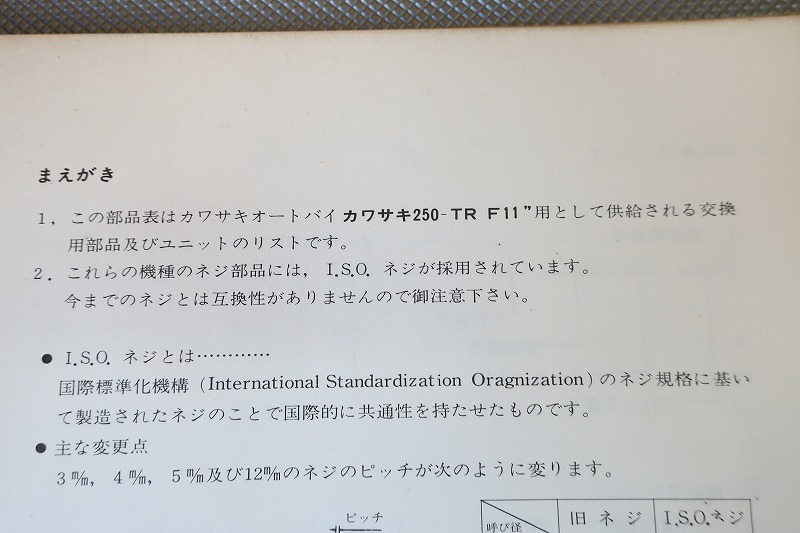 まえがき
1，この部品表はカワサキオートバイ カワサキ250-TR F11”用として供給される交換
用部品及びユニットのリストです。
2．これらの機種のネジ部品には，I.S.O. ネジが採用されています。
今までのネジとは互換性がありませんので御注意下さい。
● I.S.O. ネジとは…………
国際標準化機構 (International Standardization Oragnization) のネジ規格に基い
て製造されたネジのことで国際的に共通性を持たせたものです。
● 主な変更点
3 m/m， 4 m/m， 5 m/m及び12m/mのネジのピッチが次のように変ります。
ピッチ
呼び径 旧ネジ I.S.O.ネジ